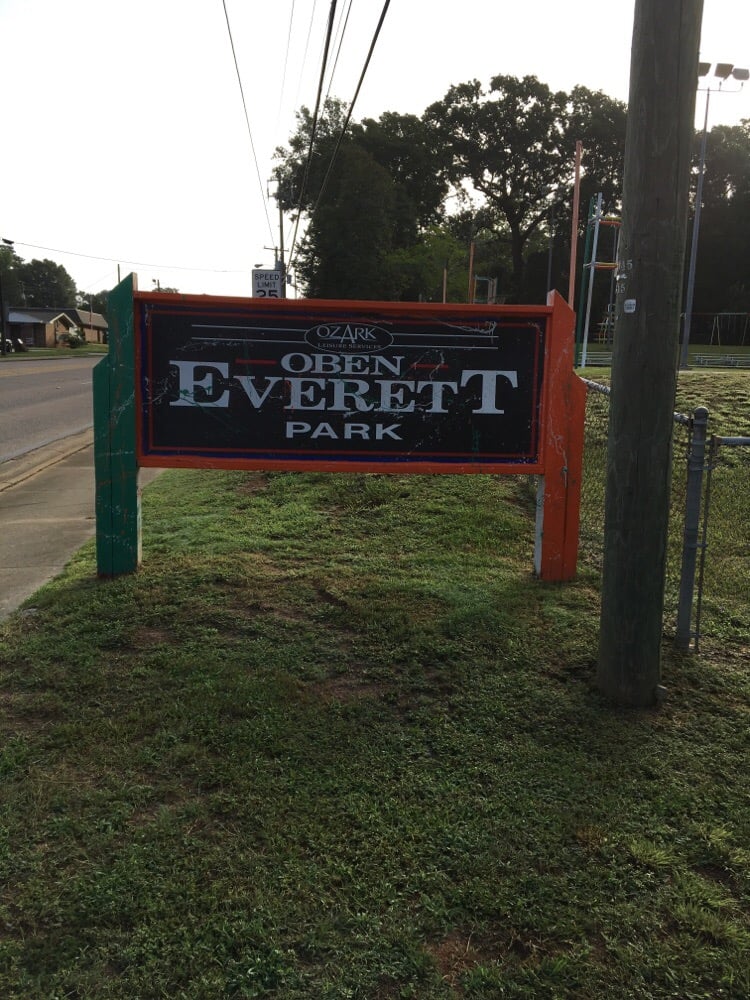 SPEED
LIMIT
25
OZARK
LEISURE SERVICES
OBEN
EVERETT
PARK